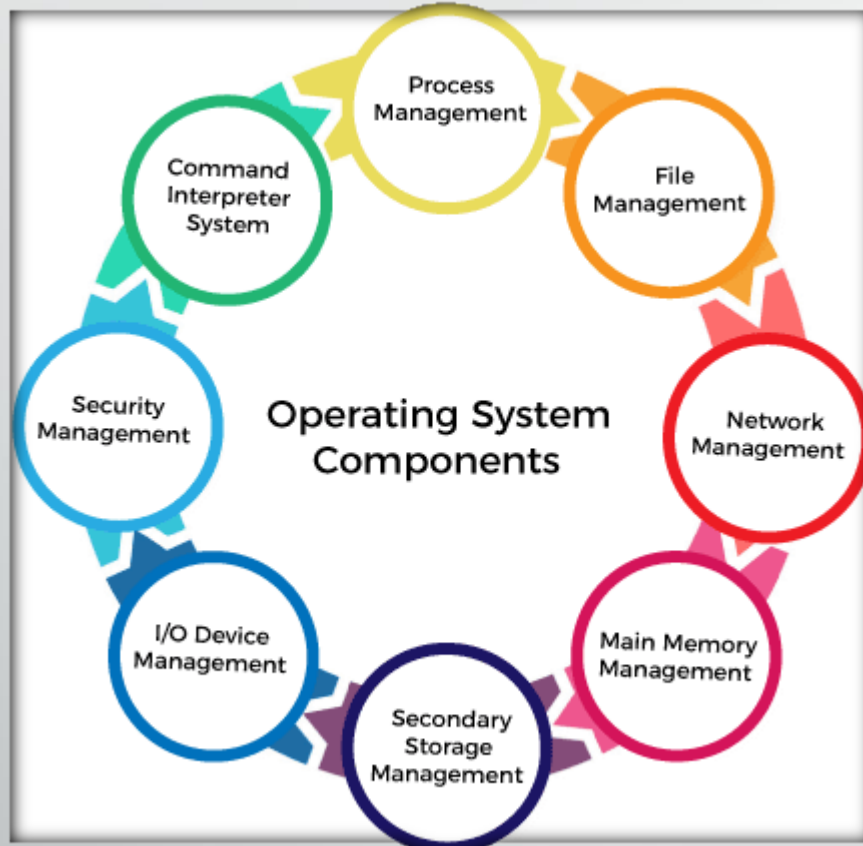 Process
Management
File
Management
Network
Management
Main Memory
Management
Secondary
Storage
Management
I/O Device
Management
Security
Management
Command
Interpreter
System
Operating System
Components